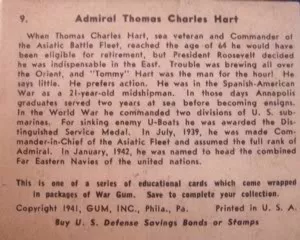 9. Admiral Thomas Charles Hart
When Thomas Charles Hart, sea veteran and Commander of
the Asiatic Battle Fleet, reached the age of 64 he would have
been eligible for retirement, but President Roosevelt decided
he was indispensable in the East. Trouble was brewing all over
the Orient, and "Tommy" Hart was the man for the hour! He
says little. He prefers action. He was in the Spanish-American
War as a 21-year-old midshipman. In those days Annapolis
graduates served two years at sea before becoming ensigns.
In the World War he commanded two divisions of U. S. sub-
marines. For sinking enemy U-Boats he was awarded the Dis-
tinguished Service Medal. In July, 1939, he was made Com-
mander-in-Chief of the Asiatic Fleet and assumed the full rank of
Admiral. In January, 1942, he was named to head the combined
Far Eastern Navies of the united nations.
This is one of a series of educational cards which come wrapped
in packages of War Gum. Save to complete your collection.
Copyright 1941, GUM, INC., Phila., Pa. Printed in U. S. A.
Buy U. S. Defense Savings Bonds or Stamps